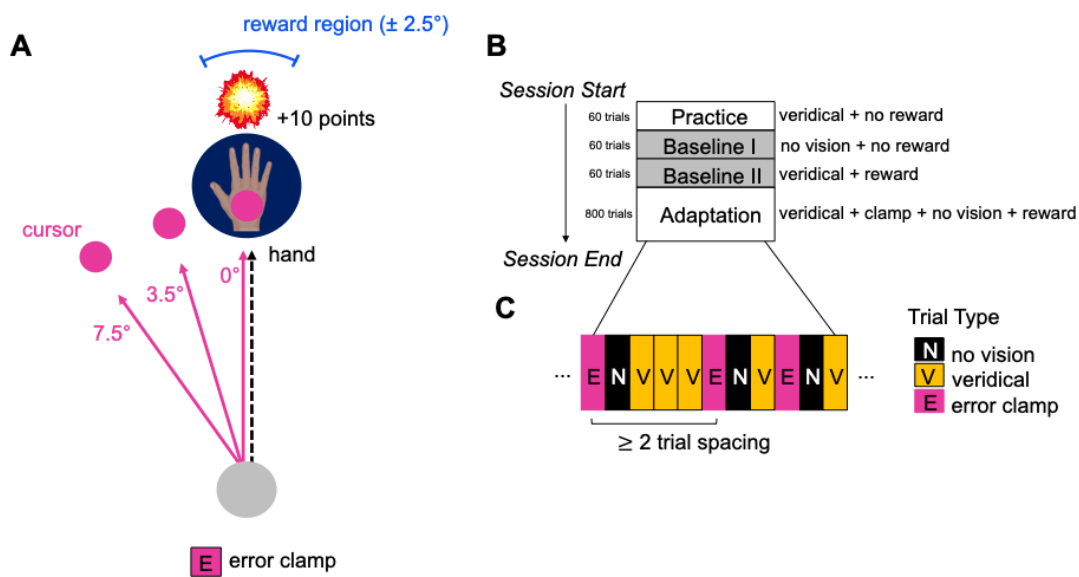 A
reward region (± 2.5°)
+10 points
cursor
hand
0°
3.5°
7.5°
E error clamp
B
Session Start
60 trials Practice veridical + no reward
60 trials Baseline I no vision + no reward
60 trials Baseline II veridical + reward
800 trials Adaptation veridical + clamp + no vision + reward
Session End
C
... E N V V V E N V E N V ...
≥ 2 trial spacing
Trial Type
N no vision
V veridical
E error clamp